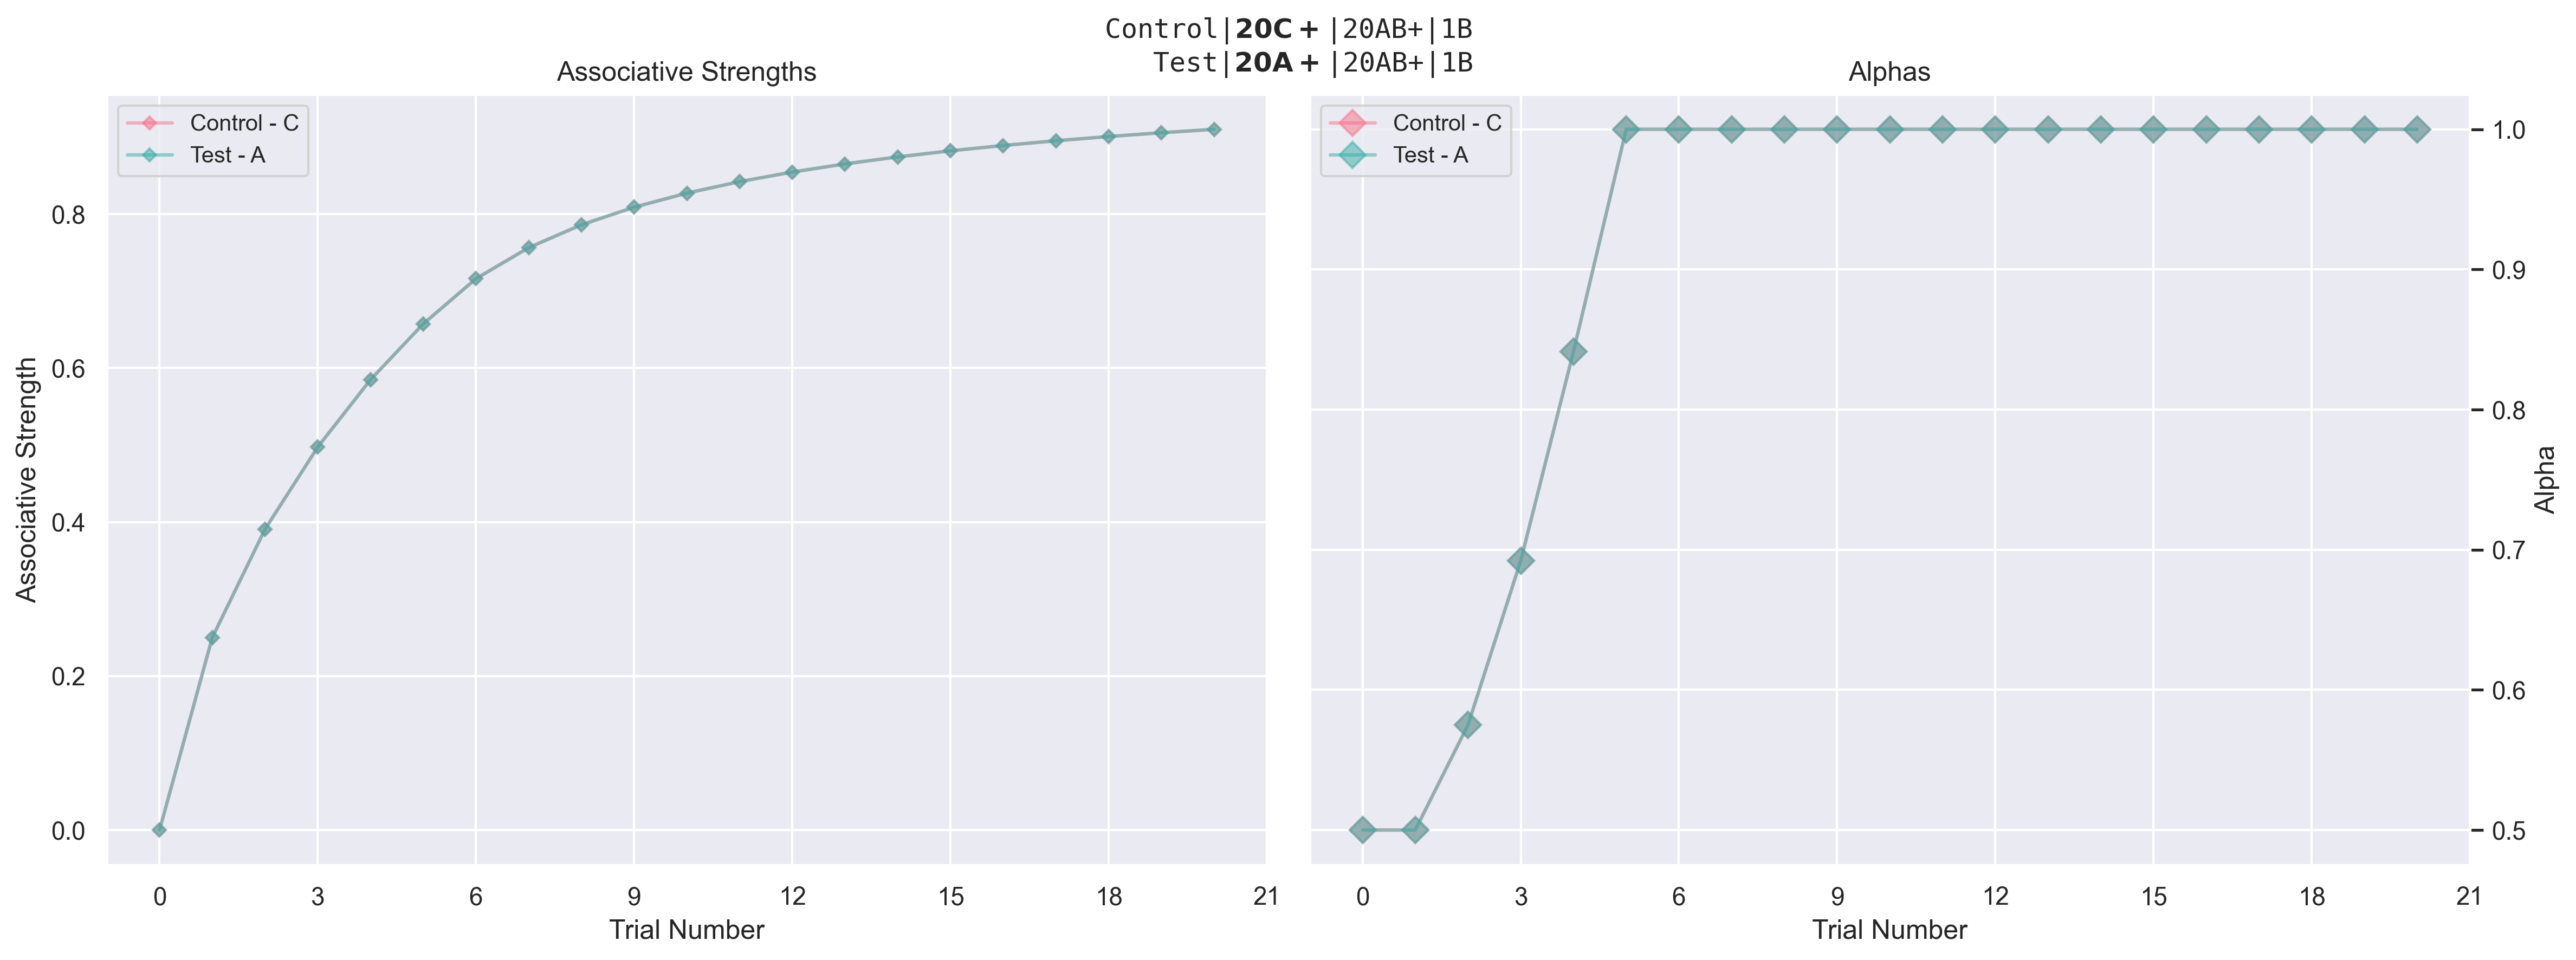 Control|20C+|20AB+|1B
Test|20A+|20AB+|1B
Associative Strengths
Control - C
Test - A
Associative Strength
0.8
0.6
0.4
0.2
0.0
0 3 6 9 12 15 18 21
Trial Number
Alphas
Control - C
Test - A
1.0
0.9
0.8
0.7
0.6
0.5
Alpha
0 3 6 9 12 15 18 21
Trial Number